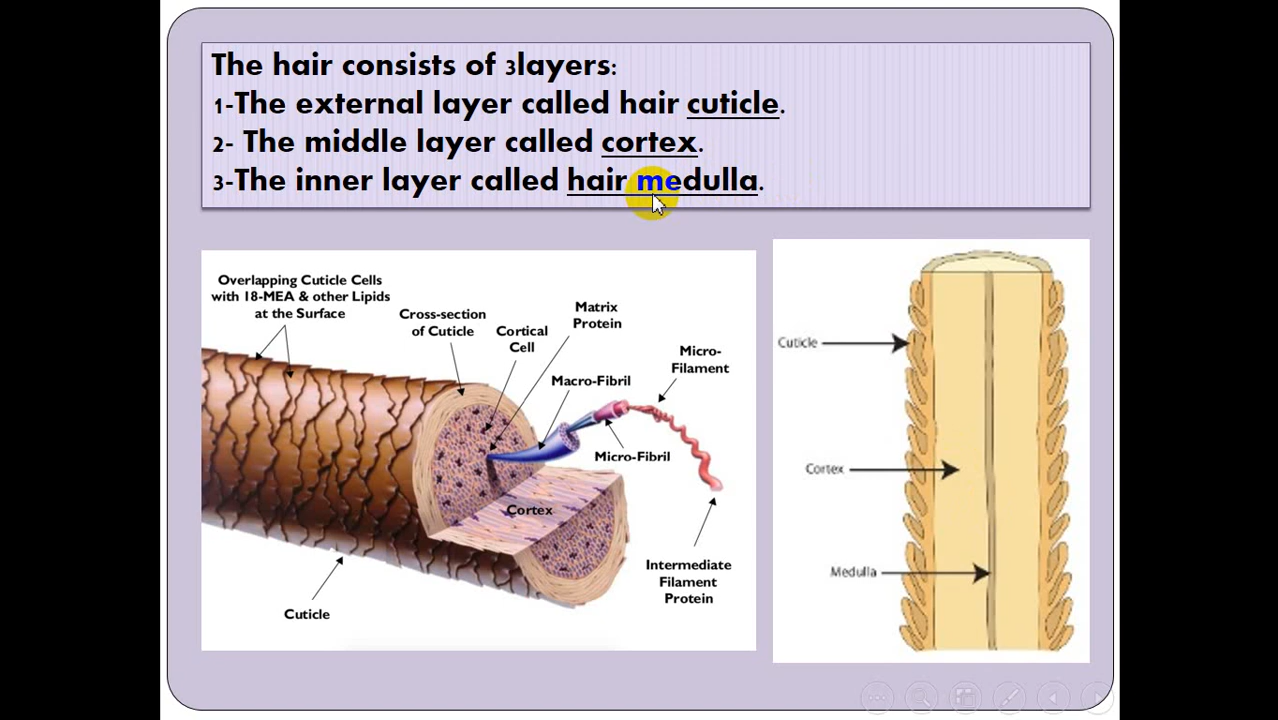 The hair consists of 3layers:
1-The external layer called hair cuticle.
2- The middle layer called cortex.
3-The inner layer called hair medulla.
Overlapping Cuticle Cells
with 18-MEA & other Lipids
at the Surface
Cross-section
of Cuticle
Cortical
Cell
Matrix
Protein
Macro-Fibril
Micro-
Filament
Micro-Fibril
Cortex
Intermediate
Filament
Protein
Cuticle
Cuticle
Cortex
Medulla